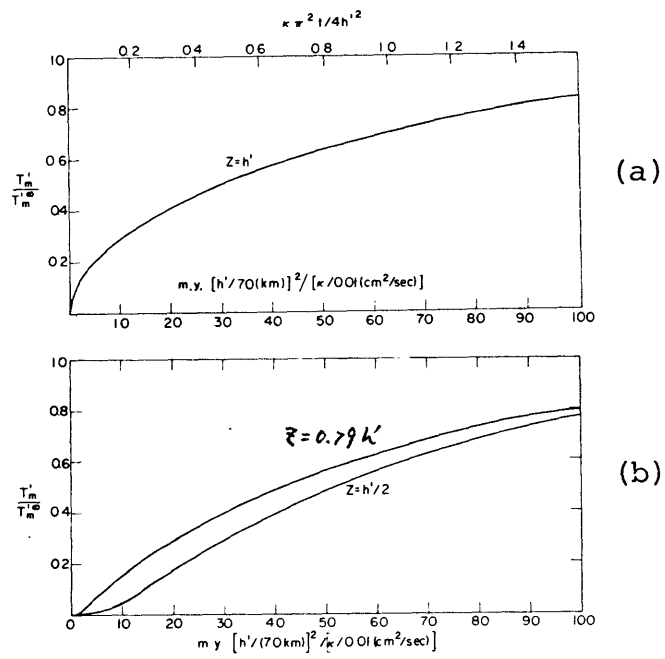 κ π² t/4h'²
0.2 0.4 0.6 0.8 1.0 1.2 1.4
1.0
0.8
0.6
0.4
0.2
T'm
T'm∞
Z=h'
(a)
m.y. [h'/70(km)]²/[κ/0.01(cm²/sec)]
10 20 30 40 50 60 70 80 90 100
1.0
0.8
0.6
0.4
0.2
T'm
T'm∞
Z=0.79h'
Z=h'/2
(b)
0 10 20 30 40 50 60 70 80 90 100
m y [h'/(70km)]²/[κ/0.01(cm²/sec)]